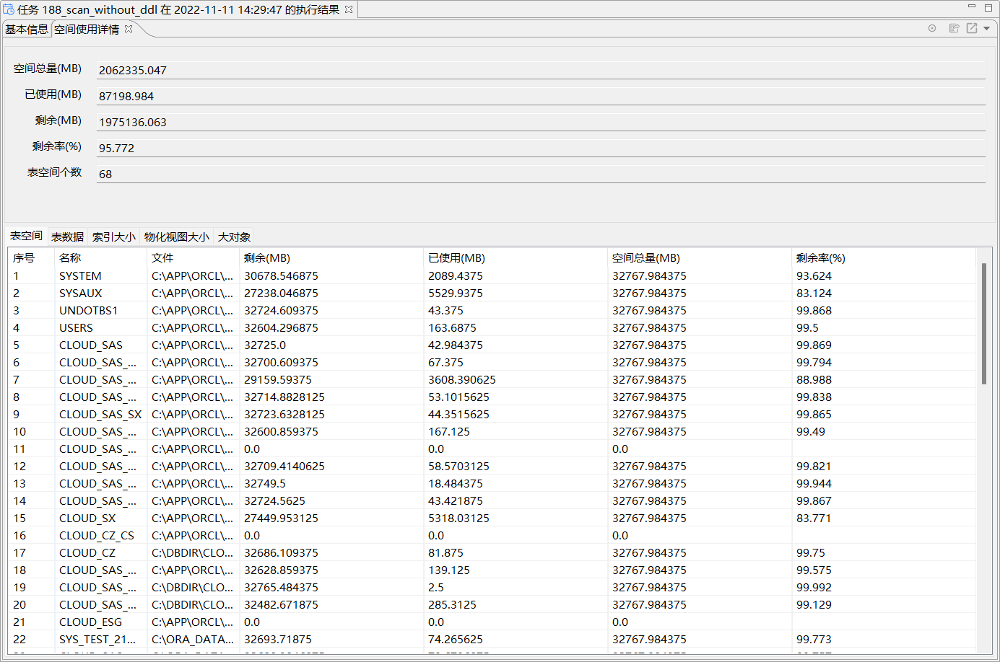 任务 188_scan_without_ddl 在 2022-11-11 14:29:47 的执行结果
基本信息 空间使用详情
空间总量(MB) 2062335.047
已使用(MB) 87198.984
剩余(MB) 1975136.063
剩余率(%) 95.772
表空间个数 68
表空间 表数据 索引大小 物化视图大小 大对象
序号 名称 文件 剩余(MB) 已使用(MB) 空间总量(MB) 剩余率(%)
1 SYSTEM C:\APP\ORCL\... 30678.546875 2089.4375 32767.984375 93.624
2 SYSAUX C:\APP\ORCL\... 27238.046875 5529.9375 32767.984375 83.124
3 UNDOTBS1 C:\APP\ORCL\... 32724.609375 43.375 32767.984375 99.868
4 USERS C:\APP\ORCL\... 32604.296875 163.6875 32767.984375 99.5
5 CLOUD_SAS C:\APP\ORCL\... 32725.0 42.984375 32767.984375 99.869
6 CLOUD_SAS_... C:\APP\ORCL\... 32700.609375 67.375 32767.984375 99.794
7 CLOUD_SAS_... C:\APP\ORCL\... 29159.59375 3608.390625 32767.984375 88.988
8 CLOUD_SAS_... C:\APP\ORCL\... 32714.8828125 53.1015625 32767.984375 99.838
9 CLOUD_SAS_SX C:\APP\ORCL\... 32723.6328125 44.3515625 32767.984375 99.865
10 CLOUD_SAS_... C:\APP\ORCL\... 32600.859375 167.125 32767.984375 99.49
11 CLOUD_SAS_... C:\APP\ORCL\... 0.0 0.0 0.0
12 CLOUD_SAS_... C:\APP\ORCL\... 32709.4140625 58.5703125 32767.984375 99.821
13 CLOUD_SAS_... C:\APP\ORCL\... 32749.5 18.484375 32767.984375 99.944
14 CLOUD_SAS_... C:\APP\ORCL\... 32724.5625 43.421875 32767.984375 99.867
15 CLOUD_SX C:\APP\ORCL\... 27449.953125 5318.03125 32767.984375 83.771
16 CLOUD_CZ_CS C:\APP\ORCL\... 0.0 0.0 0.0
17 CLOUD_CZ C:\DBDIR\CLO... 32686.109375 81.875 32767.984375 99.75
18 CLOUD_SAS_... C:\APP\ORCL\... 32628.859375 139.125 32767.984375 99.575
19 CLOUD_SAS_... C:\DBDIR\CLO... 32765.484375 2.5 32767.984375 99.992
20 CLOUD_SAS_... C:\DBDIR\CLO... 32482.671875 285.3125 32767.984375 99.129
21 CLOUD_ESG C:\APP\ORCL\... 0.0 0.0 0.0
22 SYS_TEST_21... C:\ORA_DATA... 32693.71875 74.265625 32767.984375 99.773